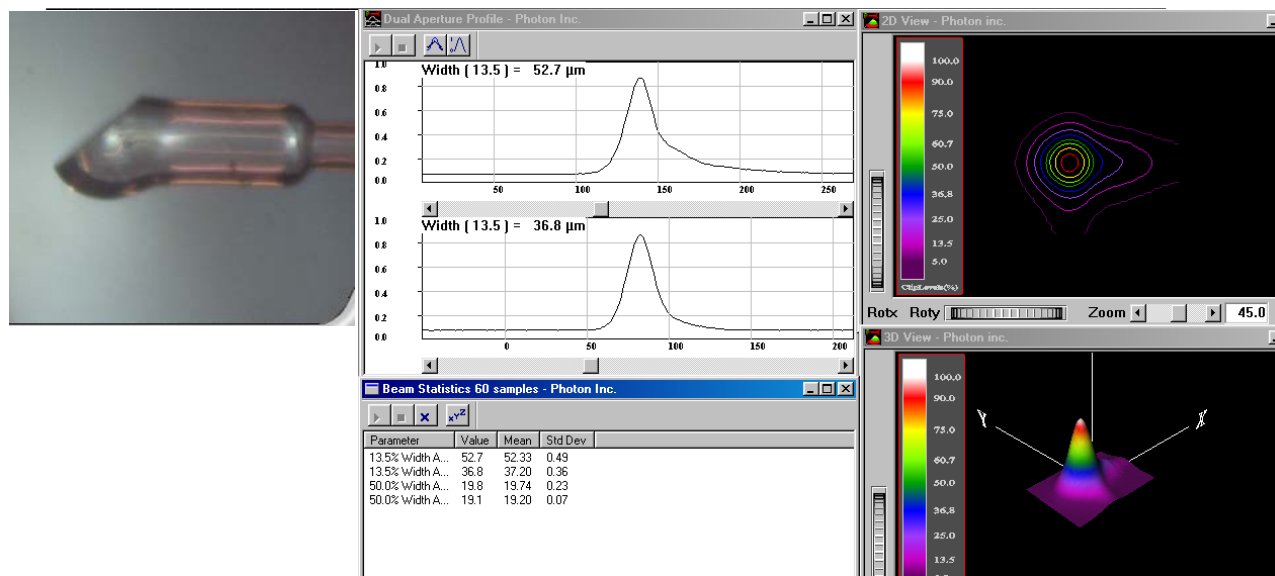 Dual Aperture Profile - Photon Inc.
1.0
Width ( 13.5 ) = 52.7 µm
0.8
0.6
0.4
0.2
0.0
50 100 150 200 250
1.0
Width ( 13.5 ) = 36.8 µm
0.8
0.6
0.4
0.2
0.0
0 50 100 150 200
Beam Statistics 60 samples - Photon Inc.
xYZ
Parameter Value Mean Std Dev
13.5% Width A... 52.7 52.33 0.49
13.5% Width A... 36.8 37.20 0.36
50.0% Width A... 19.8 19.74 0.23
50.0% Width A... 19.1 19.20 0.07
2D View - Photon inc.
100.0
90.0
75.0
60.7
50.0
36,8
25.0
13.5
5.0
ClipLevels(%)
Rotx Roty Zoom 45.0
3D View - Photon inc.
100.0
90.0
75.0
60.7
50.0
36,8
25.0
13.5
Y X